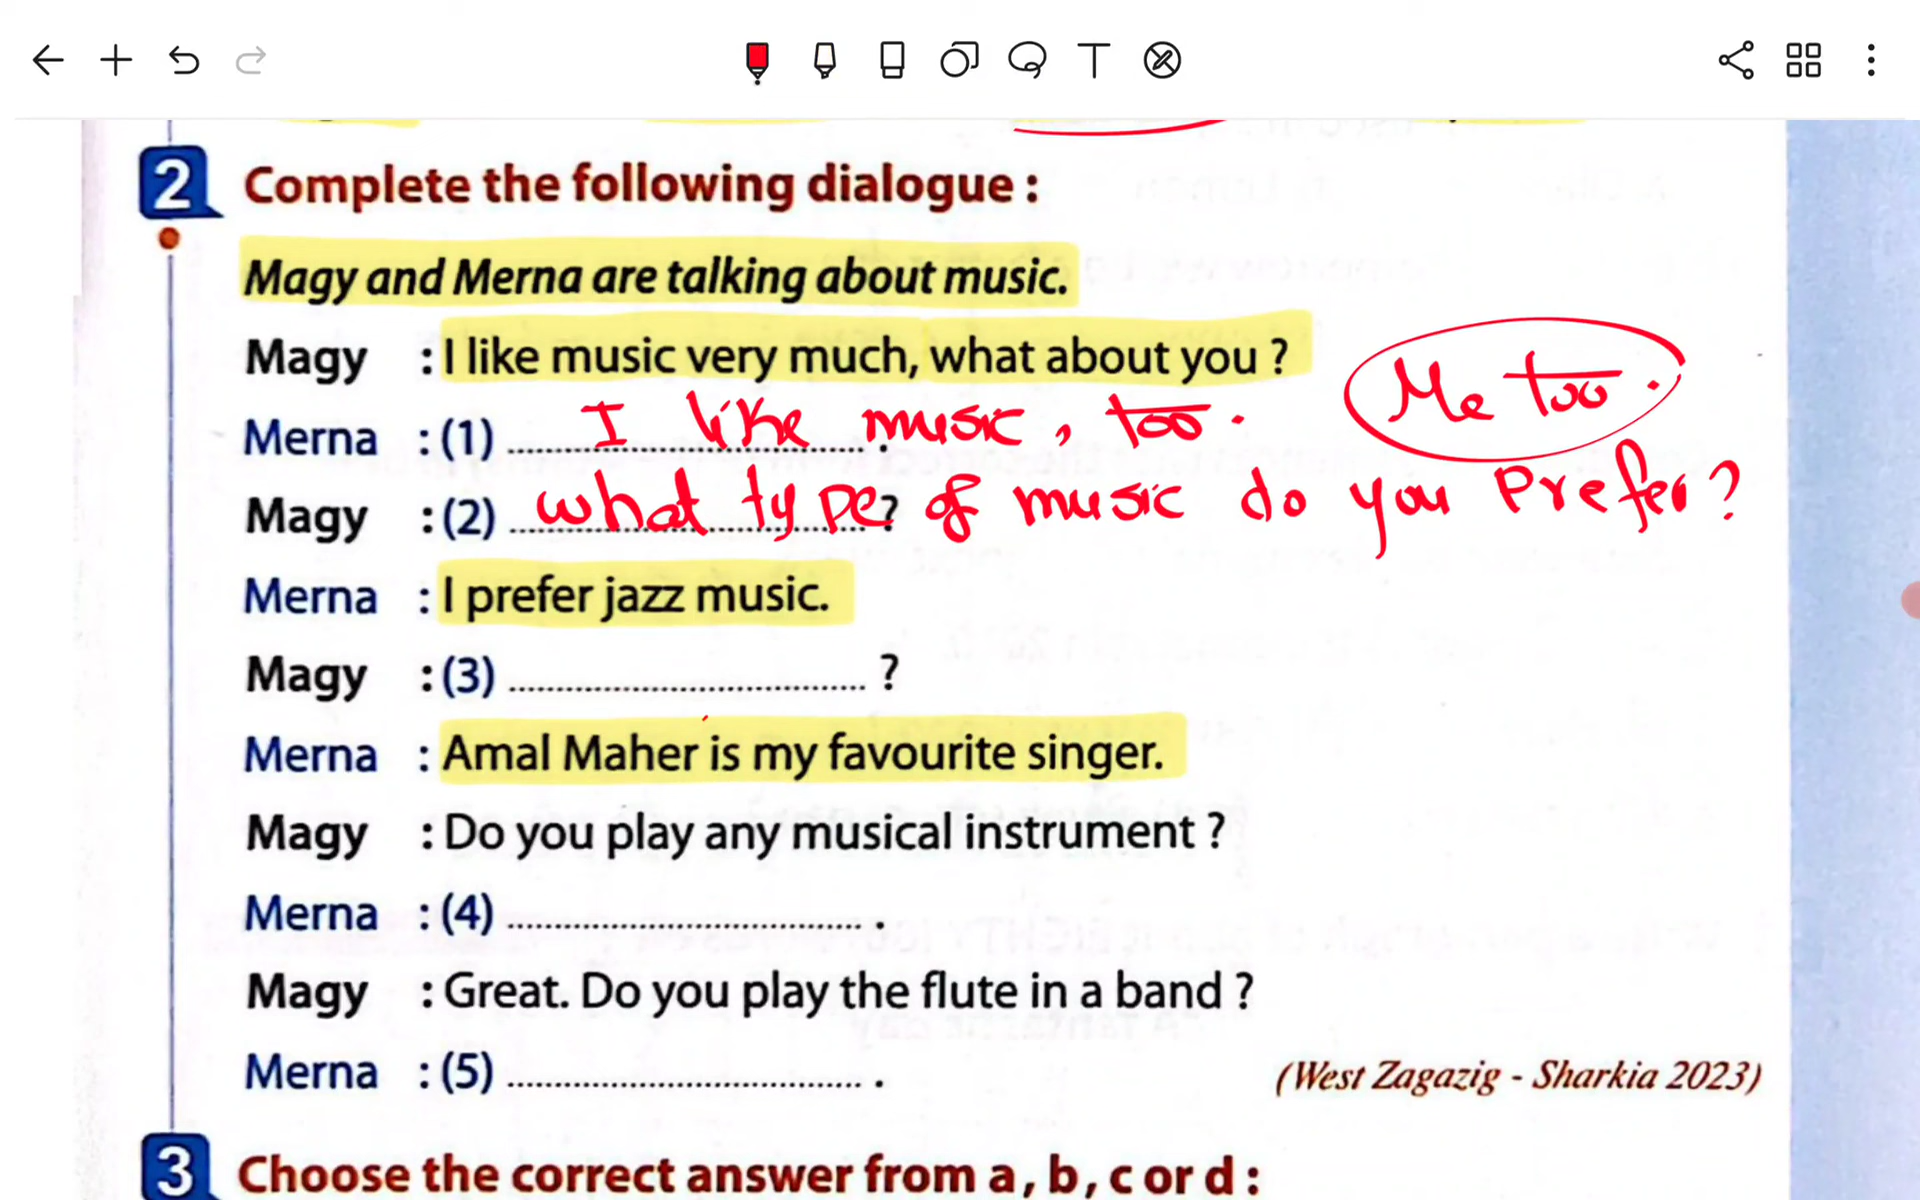 T
2 Complete the following dialogue :
Magy and Merna are talking about music.
Magy : I like music very much, what about you ?
Me too.
Merna : (1) .................... I like music, too.
Magy : (2) .................... ? what type of music do you prefer?
Merna : I prefer jazz music.
Magy : (3) .................... ?
Merna : Amal Maher is my favourite singer.
Magy : Do you play any musical instrument ?
Merna : (4) .................... .
Magy : Great. Do you play the flute in a band ?
Merna : (5) .................... .
(West Zagazig - Sharkia 2023)
3 Choose the correct answer from a , b , c or d :